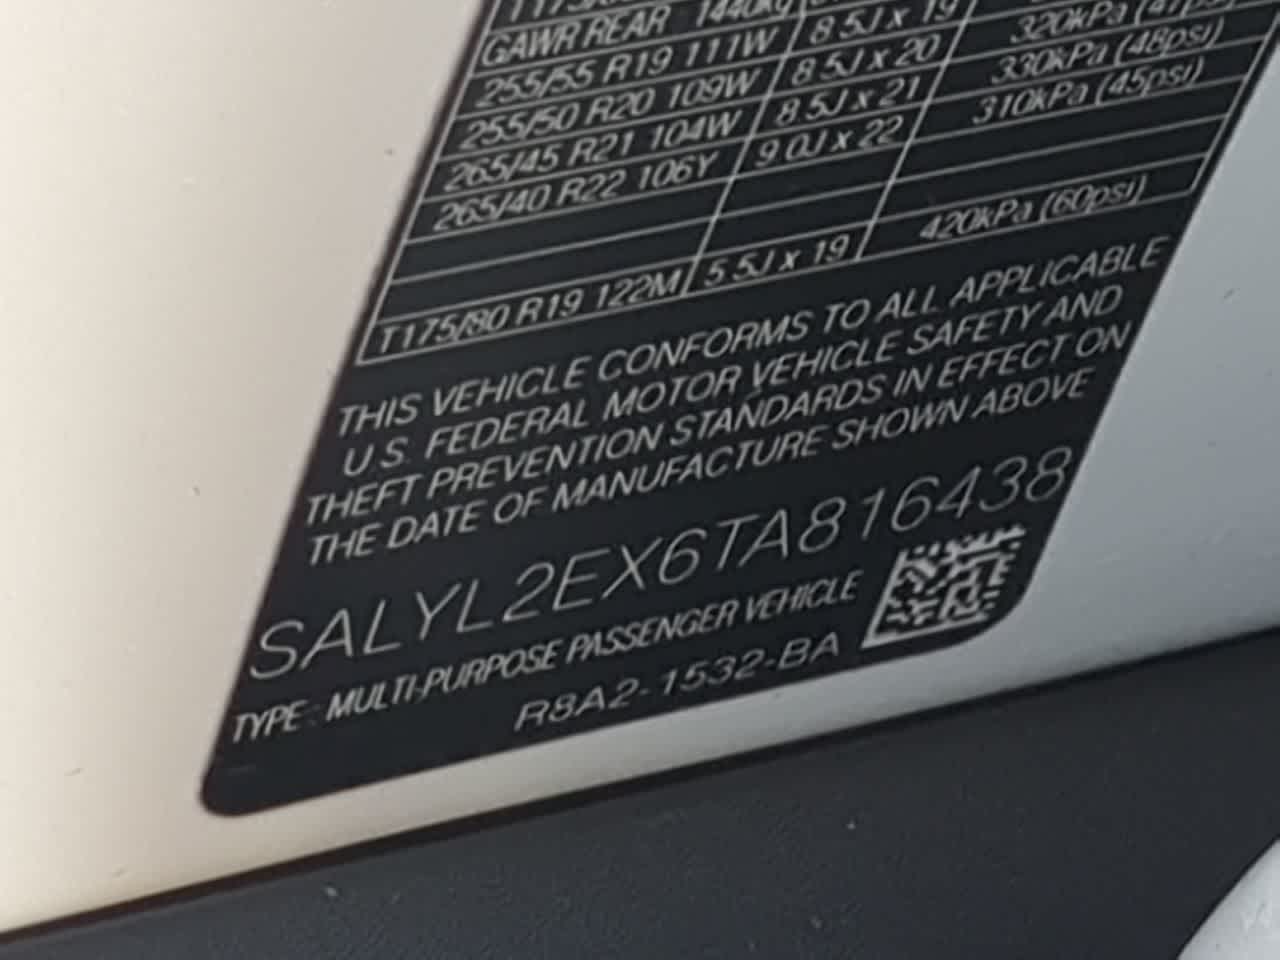 GAWR REAR 1440kg
255/55 R19 111W 8.5J x 19 320kPa (47psi)
255/50 R20 109W 8.5J x 20 330kPa (48psi)
265/45 R21 104W 8.5J x 21 310kPa (45psi)
265/40 R22 106Y 9.0J x 22
T175/80 R19 122M 5.5J x 19 420kPa (60psi)
THIS VEHICLE CONFORMS TO ALL APPLICABLE
U.S. FEDERAL MOTOR VEHICLE SAFETY AND
THEFT PREVENTION STANDARDS IN EFFECT ON
THE DATE OF MANUFACTURE SHOWN ABOVE
SALYL2EX6TA816438
TYPE: MULTI-PURPOSE PASSENGER VEHICLE
R8A2-1532-BA